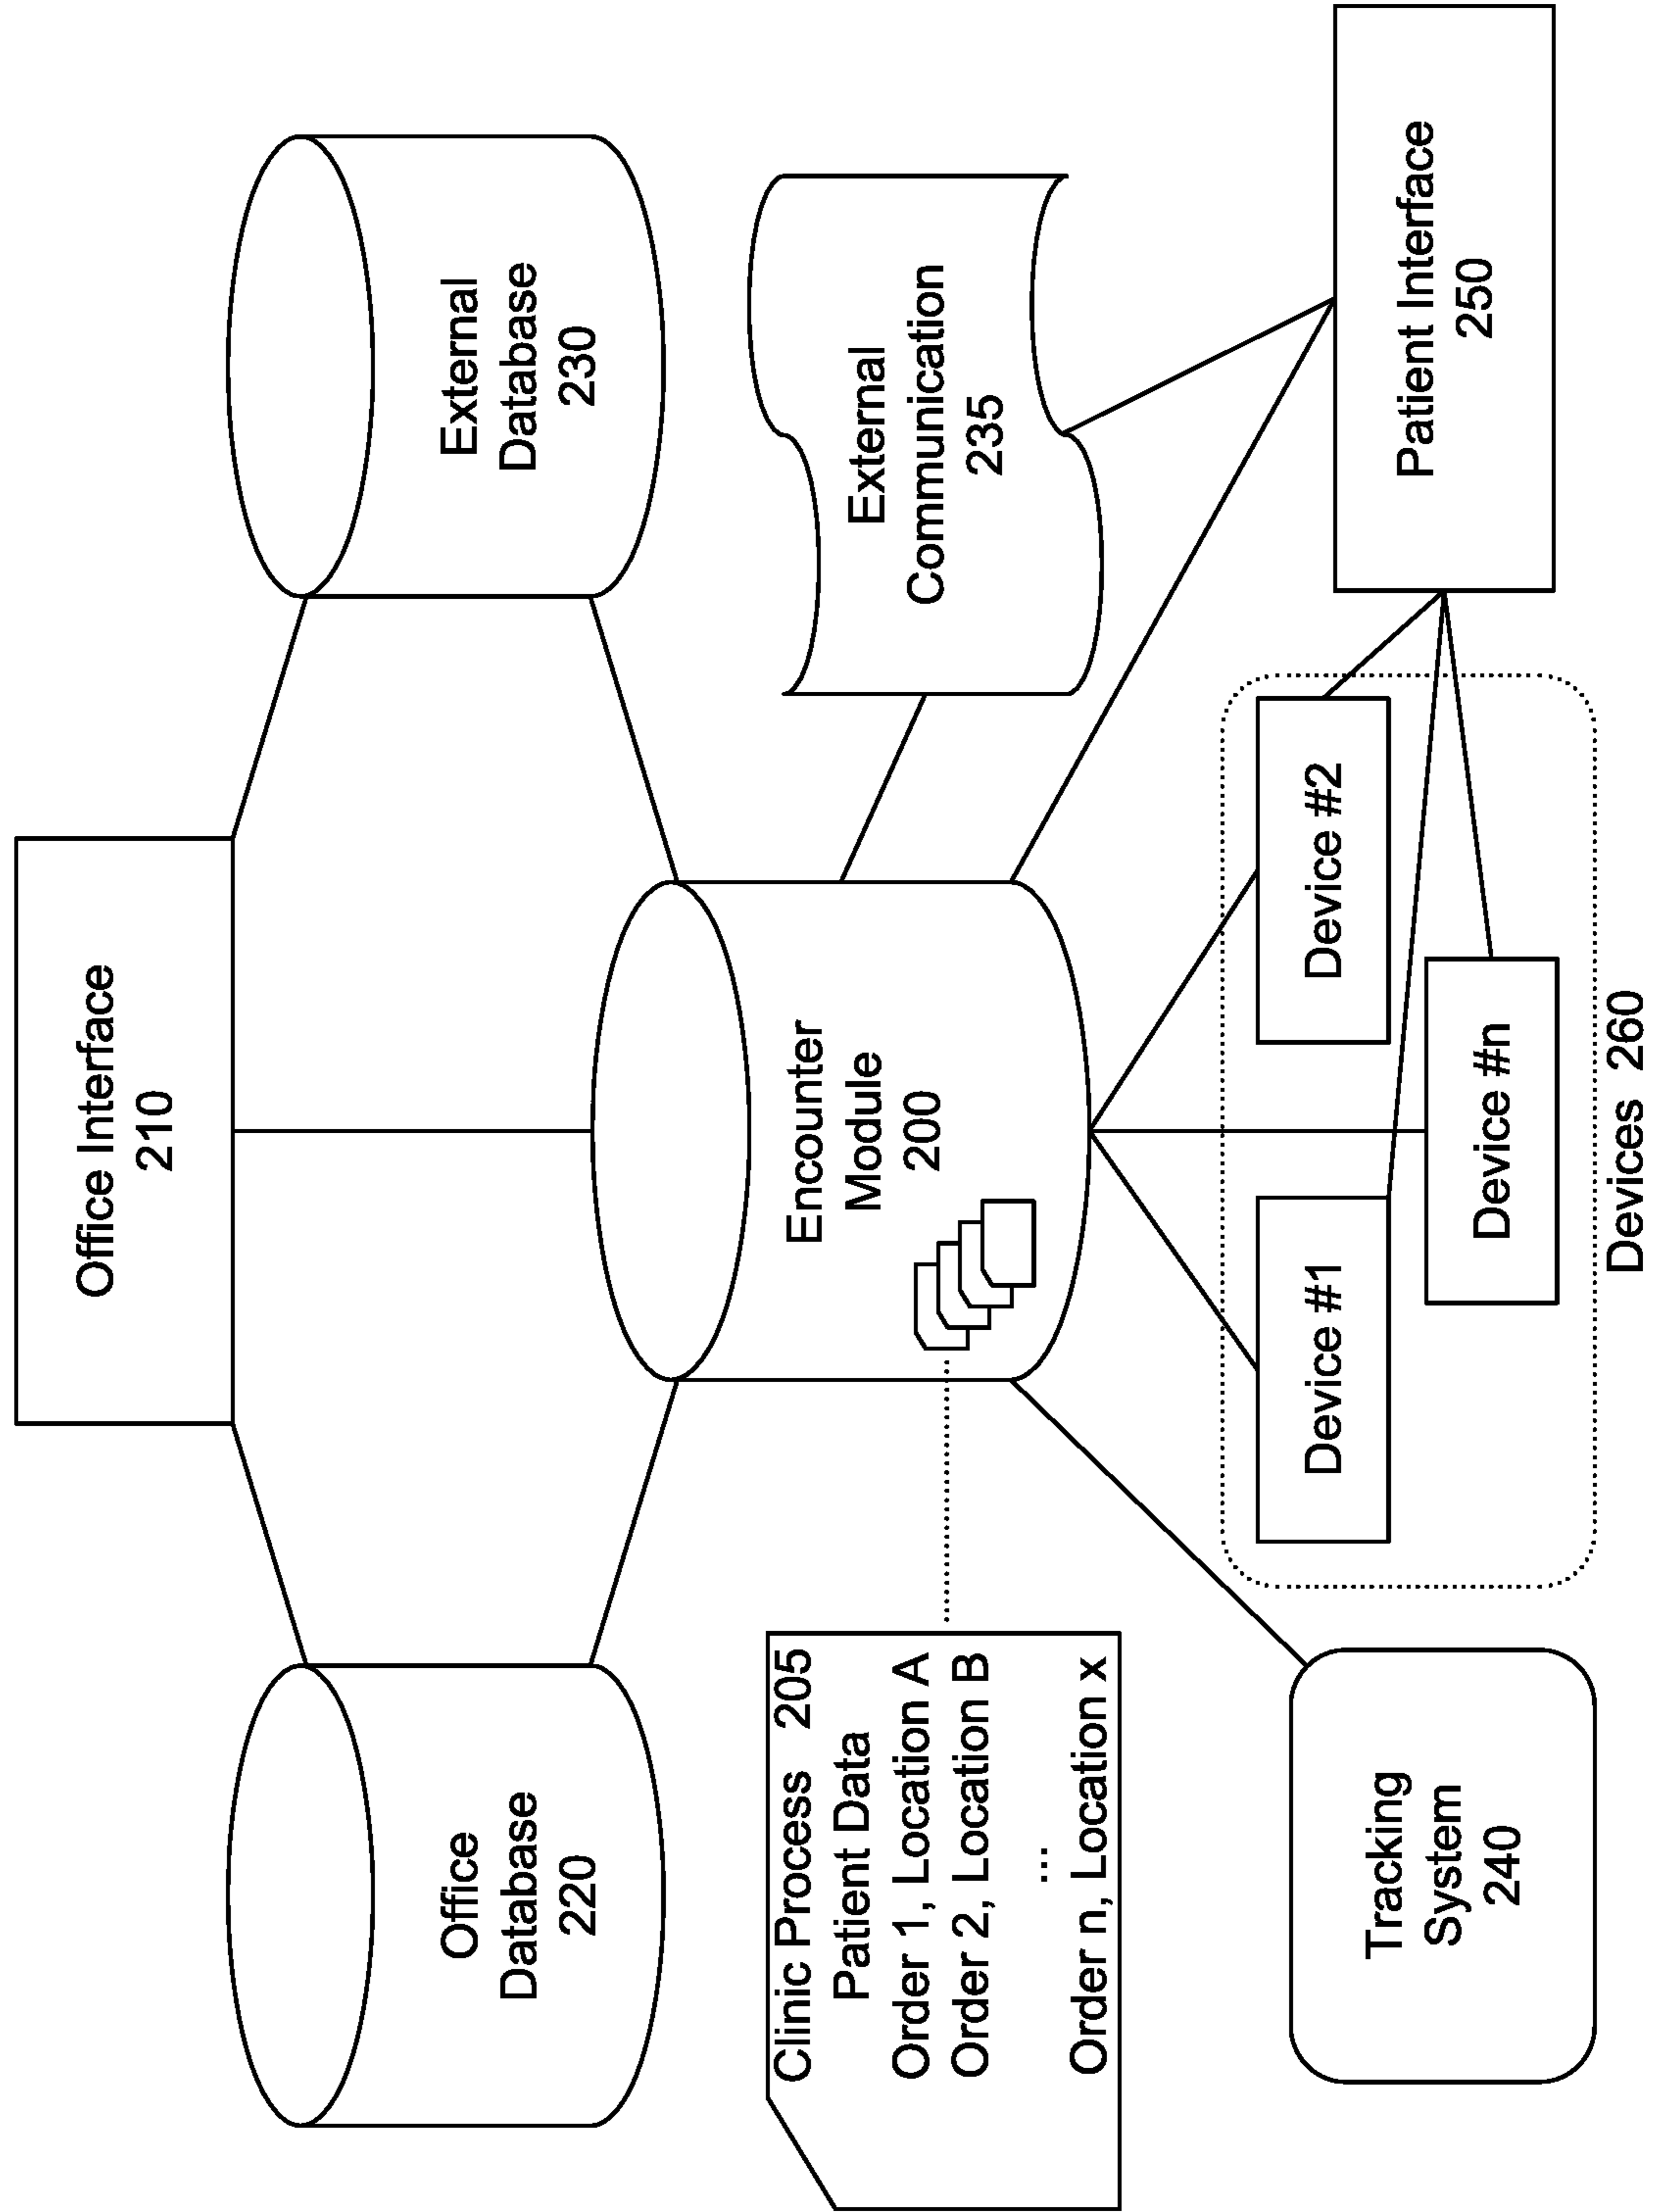 Office Interface
210
Office
Database
220
External
Database
230
Encounter
Module
200
Clinic Process 205
Patient Data
Order 1, Location A
Order 2, Location B
...
Order n, Location x
External
Communication
235
Tracking
System
240
Device #1
Device #2
Device #n
Devices 260
Patient Interface
250